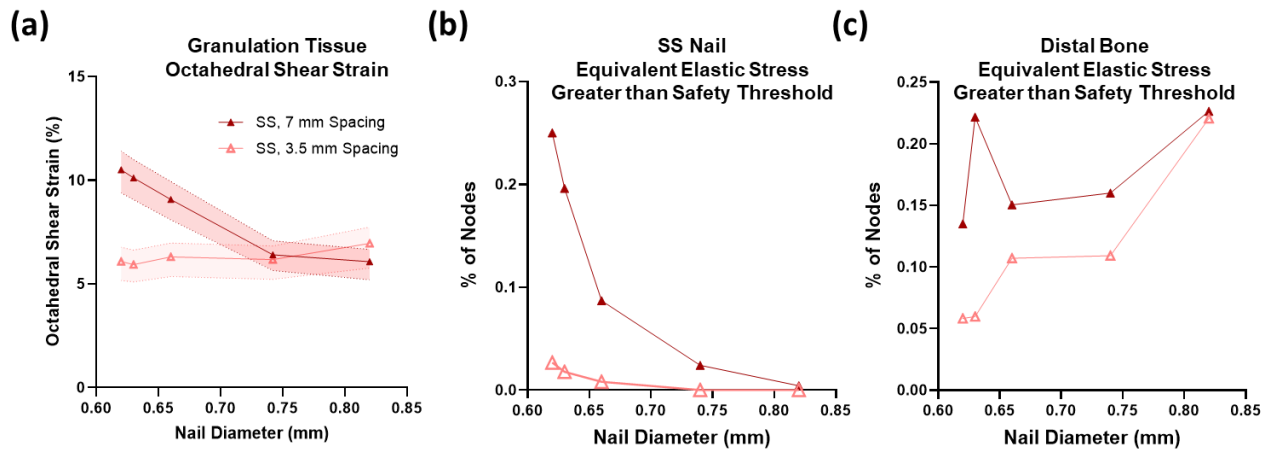 (a)
Granulation Tissue
Octahedral Shear Strain
15
10
5
0
Octahedral Shear Strain (%)
SS, 7 mm Spacing
SS, 3.5 mm Spacing
0.60 0.65 0.70 0.75 0.80 0.85
Nail Diameter (mm)
(b)
SS Nail
Equivalent Elastic Stress
Greater than Safety Threshold
0.3
0.2
0.1
0.0
% of Nodes
0.60 0.65 0.70 0.75 0.80 0.85
Nail Diameter (mm)
(c)
Distal Bone
Equivalent Elastic Stress
Greater than Safety Threshold
0.25
0.20
0.15
0.10
0.05
0.00
% of Nodes
0.60 0.65 0.70 0.75 0.80 0.85
Nail Diameter (mm)